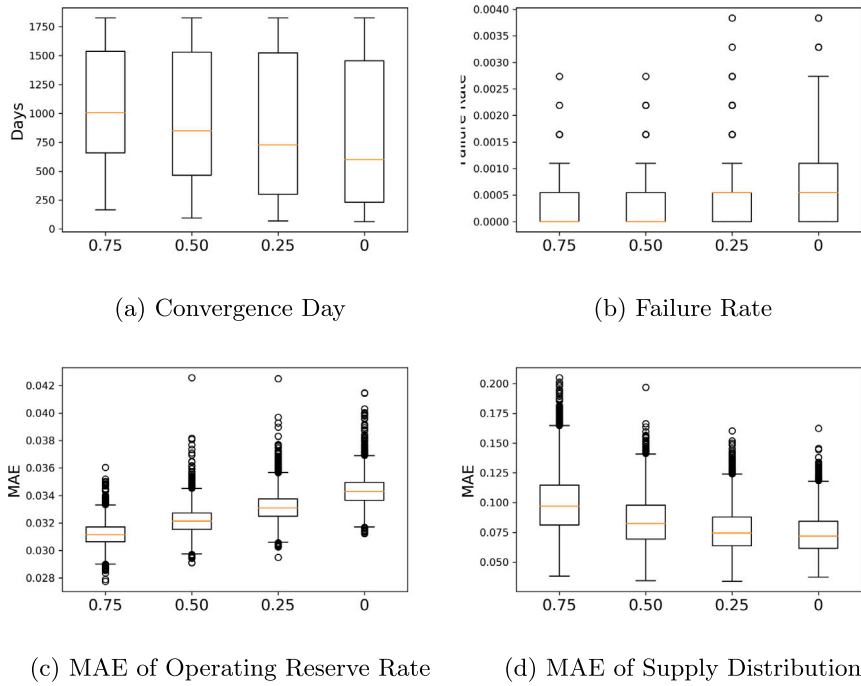 1750
1500
1250
1000
750
500
250
0
Days
0.75 0.50 0.25 0
(a) Convergence Day
0.0040
0.0035
0.0030
0.0025
0.0020
0.0015
0.0010
0.0005
0.0000
Failure Rate
0.75 0.50 0.25 0
(b) Failure Rate
0.042
0.040
0.038
0.036
0.034
0.032
0.030
0.028
MAE
0.75 0.50 0.25 0
(c) MAE of Operating Reserve Rate
0.200
0.175
0.150
0.125
0.100
0.075
0.050
MAE
0.75 0.50 0.25 0
(d) MAE of Supply Distribution